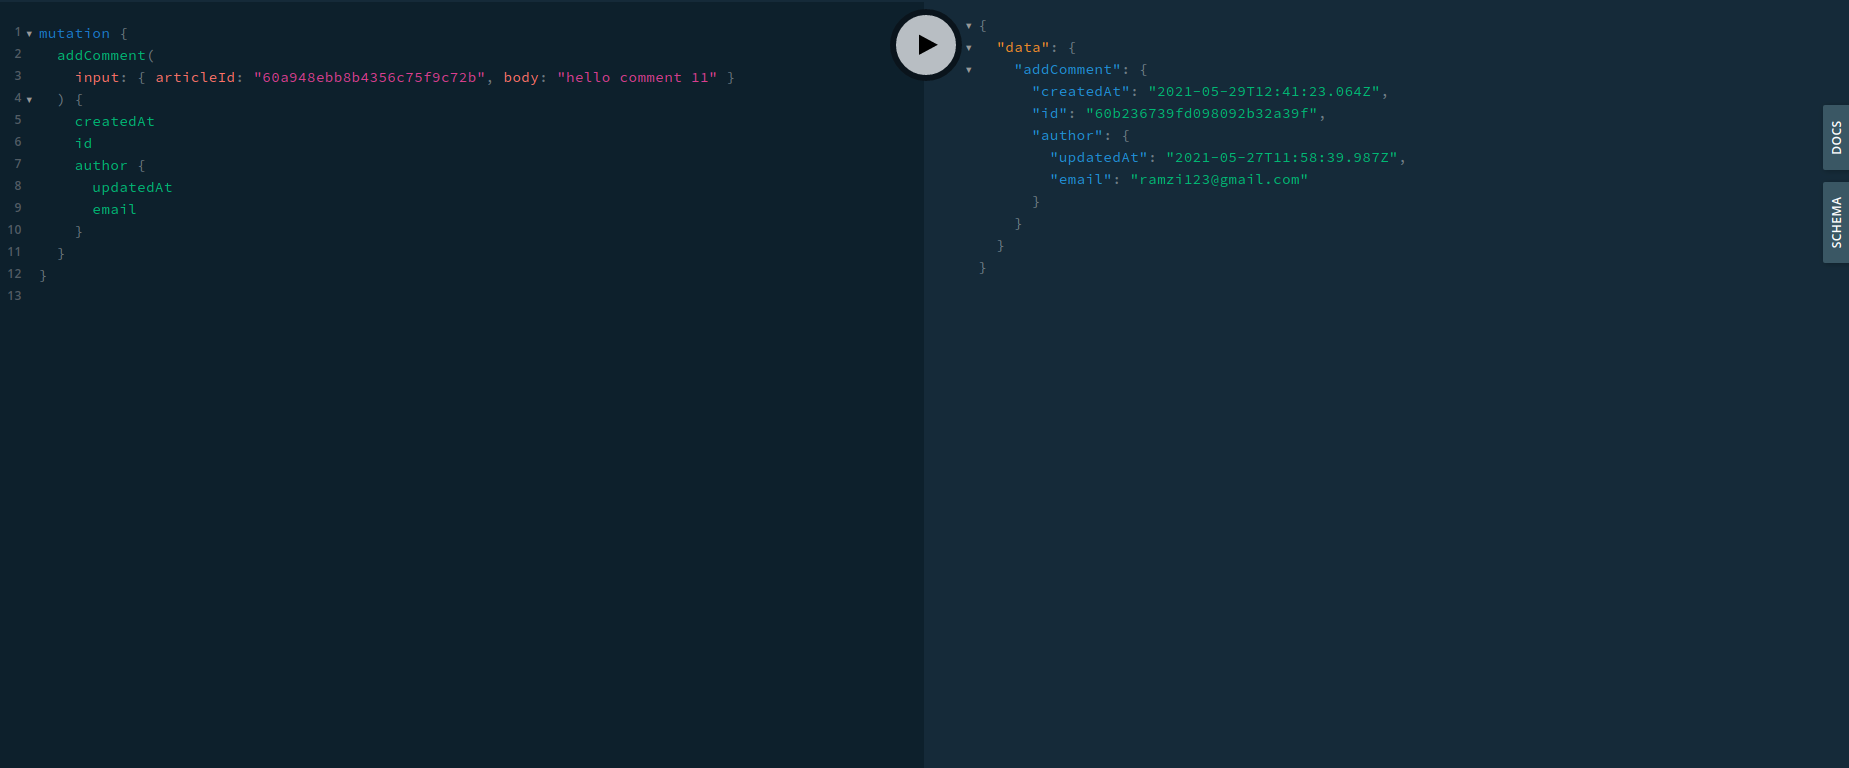 1 mutation {
2 addComment(
3 input: { articleId: "60a948ebb8b4356c75f9c72b", body: "hello comment 11" }
4 ) {
5 createdAt
6 id
7 author {
8 updatedAt
9 email
10 }
11 }
12 }
13
{
"data": {
"addComment": {
"createdAt": "2021-05-29T12:41:23.064Z",
"id": "60b236739fd098092b32a39f",
"author": {
"updatedAt": "2021-05-27T11:58:39.987Z",
"email": "ramzi123@gmail.com"
}
}
}
}
DOCS
SCHEMA